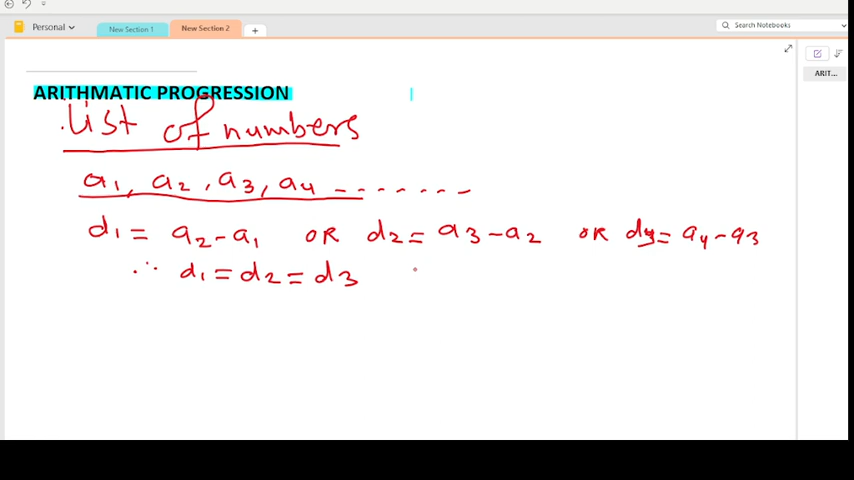 Personal
New Section 1
New Section 2
+
Search Notebooks
ARIT...
ARITHMATIC PROGRESSION
List of numbers
a1, a2, a3, a4 - - - - - - -
d1 = a2-a1 OR d2 = a3-a2 OR d3 = a4-a3
∴ d1 = d2 = d3